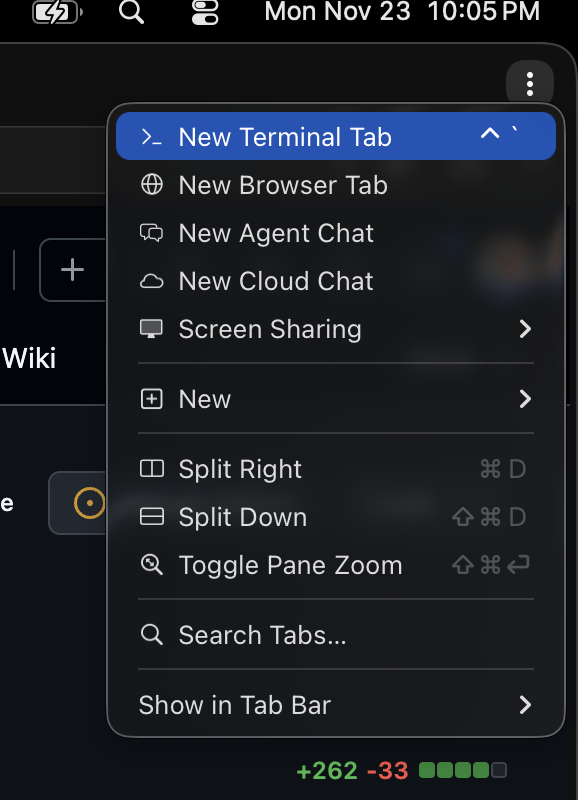 Mon Nov 23 10:05 PM
New Terminal Tab ^ `
New Browser Tab
New Agent Chat
New Cloud Chat
Screen Sharing
Wiki
New
Split Right ⌘ D
e
Split Down ⇧ ⌘ D
Toggle Pane Zoom ⇧ ⌘ ↩
Search Tabs...
Show in Tab Bar
+262 -33